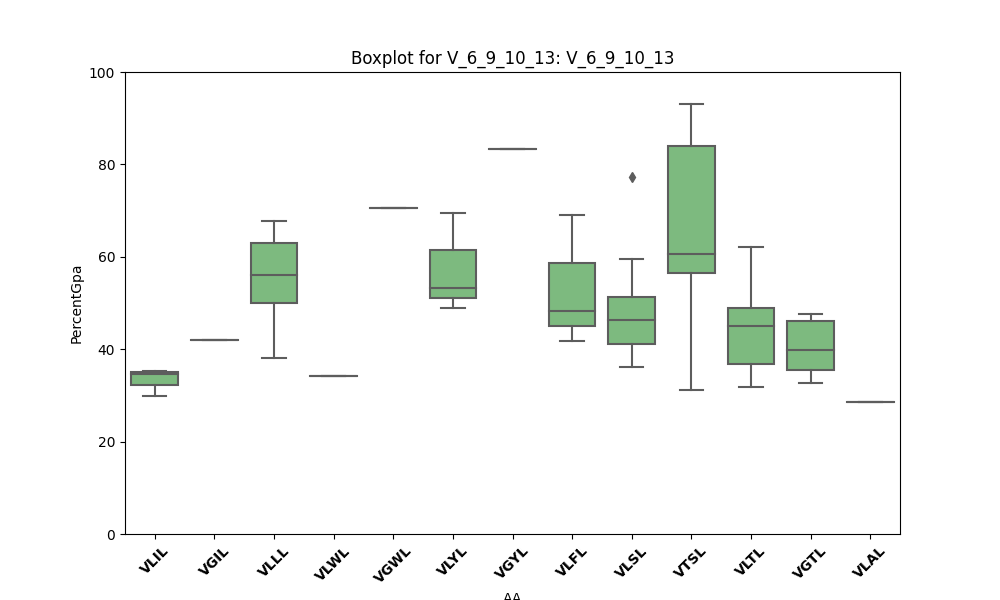 Boxplot for V_6_9_10_13: V_6_9_10_13
100
80
60
40
20
0
PercentGpa
VLIL
VGIL
VLLL
VLWL
VGWL
VLYL
VGYL
VLFL
VLSL
VTSL
VLTL
VGTL
VLAL
AA